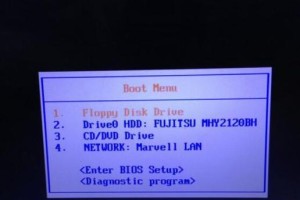 Boot Menu
1. Floppy Disk Drive
2. Drive0 HDD: FUJITSU MHY2120BH
3. CD/DVD Drive
4. NETWORK: Marvell LAN
<Enter BIOS Setup>
<Diagnostic program>